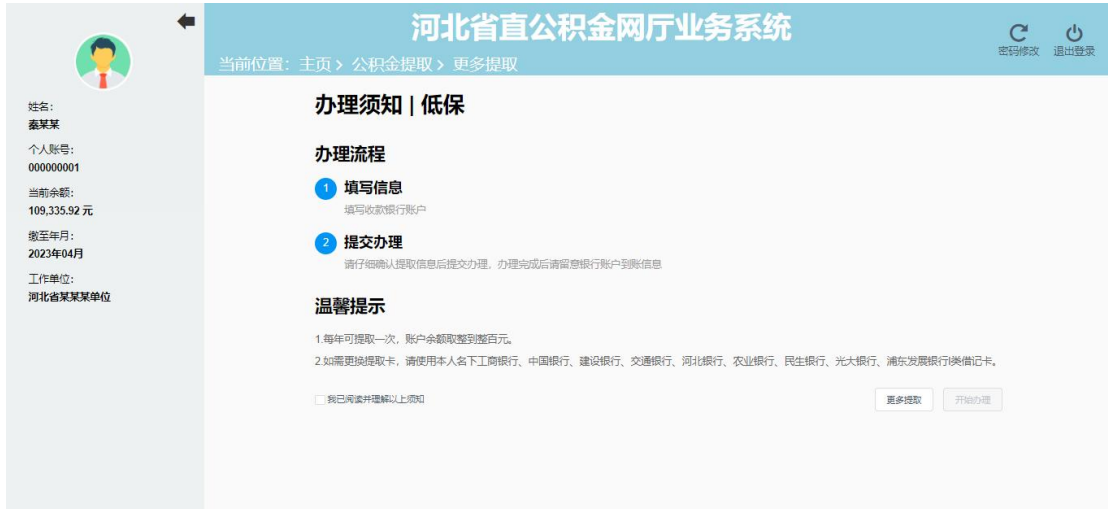 河北省直公积金网厅业务系统
密码修改 退出登录
当前位置：主页 > 公积金提取 > 更多提取
姓名：
秦某某
个人账号：
000000001
当前余额：
109,335.92 元
缴至年月：
2023年04月
工作单位：
河北省某某某单位
办理须知 | 低保
办理流程
1 填写信息
填写收款银行账户
2 提交办理
请仔细确认提取信息后提交办理，办理完成后请留意银行账户到账信息
温馨提示
1.每年可提取一次，账户余额取整到整百元。
2.如需更换提取卡，请使用本人名下工商银行、中国银行、建设银行、交通银行、河北银行、农业银行、民生银行、光大银行、浦东发展银行I类借记卡。
我已阅读并理解以上须知
更多提取 开始办理